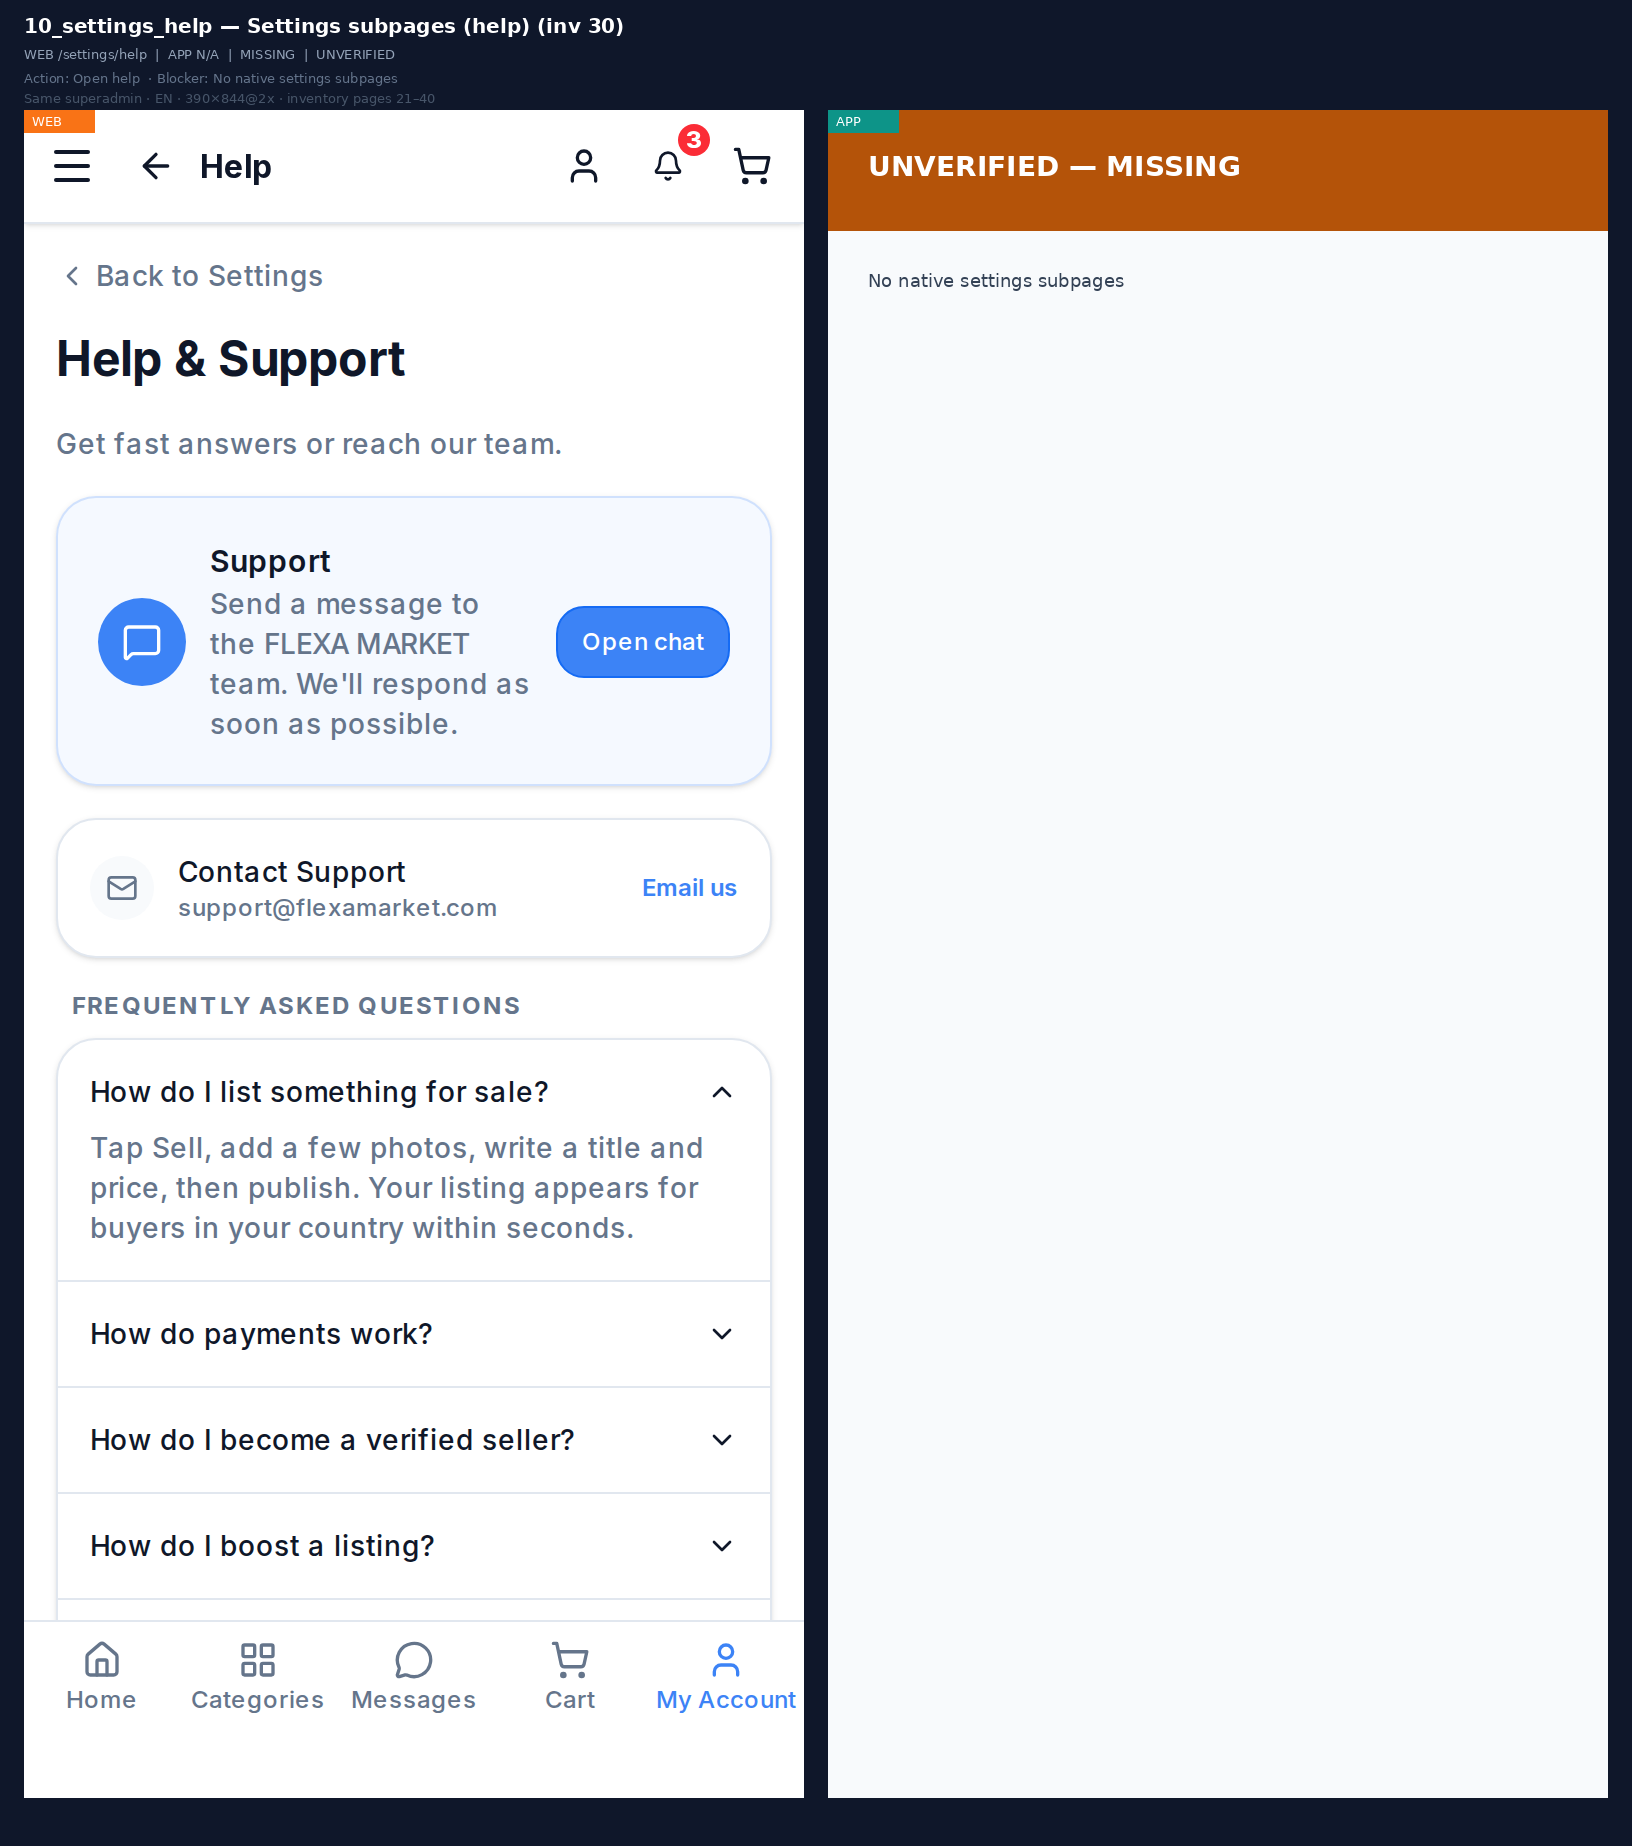 10_settings_help — Settings subpages (help) (inv 30)
WEB /settings/help | APP N/A | MISSING | UNVERIFIED
Action: Open help · Blocker: No native settings subpages
Same superadmin · EN · 390×844@2x · inventory pages 21–40
WEB
Help
3
Back to Settings
Help & Support
Get fast answers or reach our team.
Support
Send a message to
the FLEXA MARKET
team. We'll respond as
soon as possible.
Open chat
Contact Support
support@flexamarket.com
Email us
FREQUENTLY ASKED QUESTIONS
How do I list something for sale?
Tap Sell, add a few photos, write a title and
price, then publish. Your listing appears for
buyers in your country within seconds.
How do payments work?
How do I become a verified seller?
How do I boost a listing?
Home
Categories
Messages
Cart
My Account
APP
UNVERIFIED — MISSING
No native settings subpages